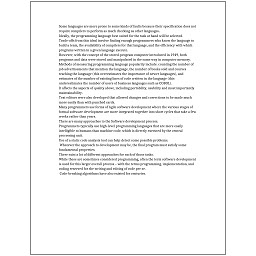 Some languages are more prone to some kinds of faults because their specification does not
require compilers to perform as much checking as other languages.
Ideally, the programming language best suited for the task at hand will be selected.
Trade-offs from this ideal involve finding enough programmers who know the language to
build a team, the availability of compilers for that language, and the efficiency with which
programs written in a given language execute.
However, with the concept of the stored-program computer introduced in 1949, both
programs and data were stored and manipulated in the same way in computer memory.
Methods of measuring programming language popularity include: counting the number of
job advertisements that mention the language, the number of books sold and courses
teaching the language (this overestimates the importance of newer languages), and
estimates of the number of existing lines of code written in the language (this
underestimates the number of users of business languages such as COBOL).
It affects the aspects of quality above, including portability, usability and most importantly
maintainability.
Text editors were also developed that allowed changes and corrections to be made much
more easily than with punched cards.
Many programmers use forms of Agile software development where the various stages of
formal software development are more integrated together into short cycles that take a few
weeks rather than years.
There are many approaches to the Software development process.
Programmers typically use high-level programming languages that are more easily
intelligible to humans than machine code, which is directly executed by the central
processing unit.
Use of a static code analysis tool can help detect some possible problems.
Whatever the approach to development may be, the final program must satisfy some
fundamental properties.
There exist a lot of different approaches for each of those tasks.
While these are sometimes considered programming, often the term software development
is used for this larger overall process – with the terms programming, implementation, and
coding reserved for the writing and editing of code per se.
Code-breaking algorithms have also existed for centuries.